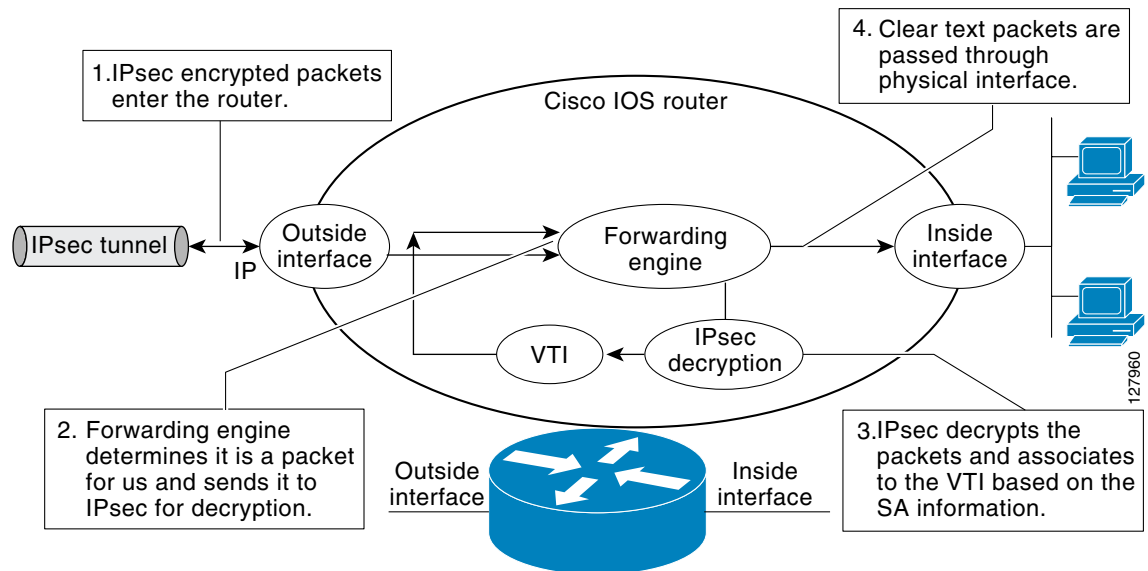 1.IPsec encrypted packets
enter the router.
4. Clear text packets are
passed through
physical interface.
Cisco IOS router
IPsec tunnel
IP
Outside
interface
Forwarding
engine
Inside
interface
VTI
IPsec
decryption
127960
2. Forwarding engine
determines it is a packet
for us and sends it to
IPsec for decryption.
Outside
interface
Inside
interface
3.IPsec decrypts the
packets and associates
to the VTI based on the
SA information.